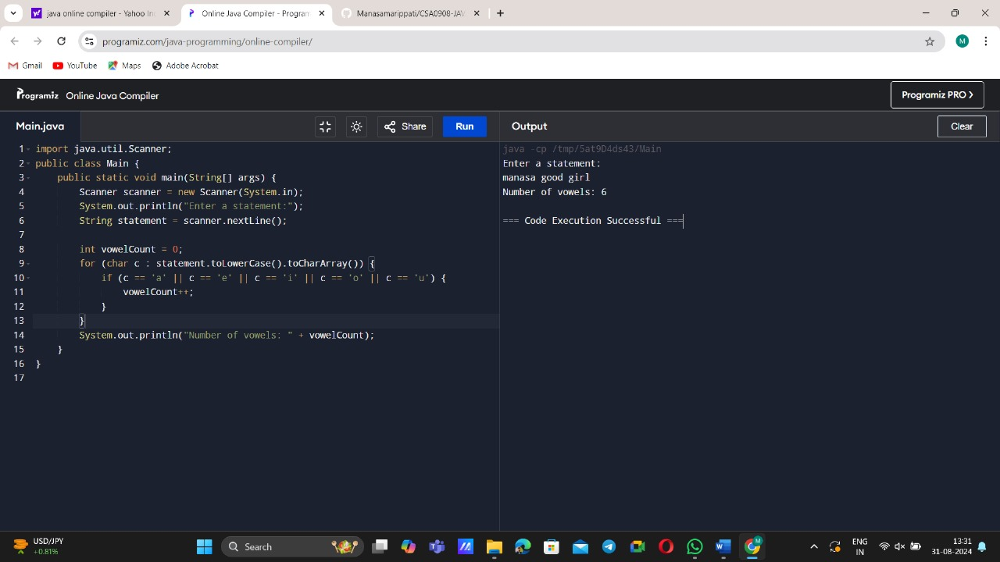 java online compiler - Yahoo In
Online Java Compiler - Program
Manasamarippati/CSA0908-JAV
programiz.com/java-programming/online-compiler/
M
Gmail
YouTube
Maps
Adobe Acrobat
Programiz Online Java Compiler
Programiz PRO >
Main.java
Share
Run
Output
Clear
1 import java.util.Scanner;
2 public class Main {
3 public static void main(String[] args) {
4 Scanner scanner = new Scanner(System.in);
5 System.out.println("Enter a statement:");
6 String statement = scanner.nextLine();
7
8 int vowelCount = 0;
9 for (char c : statement.toLowerCase().toCharArray()) {
10 if (c == 'a' || c == 'e' || c == 'i' || c == 'o' || c == 'u') {
11 vowelCount++;
12 }
13 }
14 System.out.println("Number of vowels: " + vowelCount);
15 }
16 }
17
java -cp /tmp/5at9D4ds43/Main
Enter a statement:
manasa good girl
Number of vowels: 6
=== Code Execution Successful ===
USD/JPY
+0.81%
Search
M
ENG
IN
13:31
31-08-2024